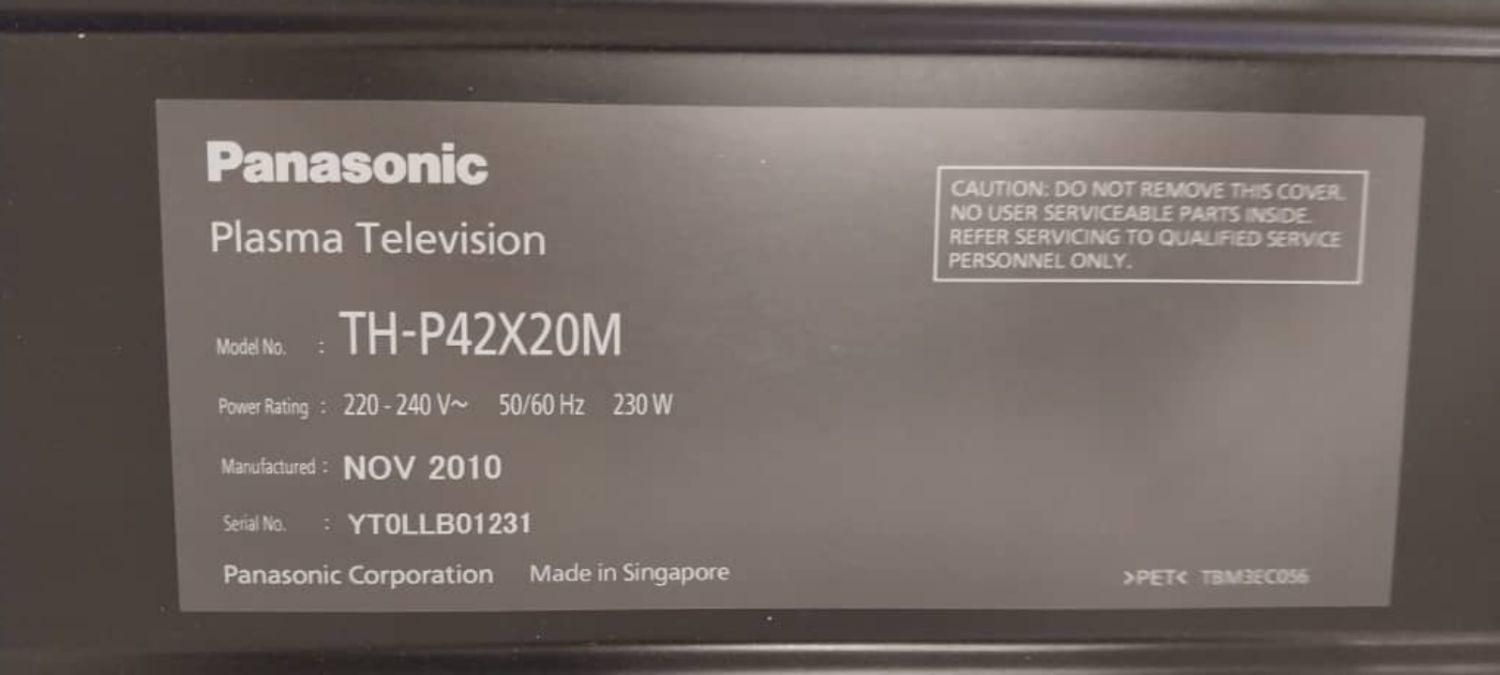 Panasonic
Plasma Television
CAUTION: DO NOT REMOVE THIS COVER.
NO USER SERVICEABLE PARTS INSIDE.
REFER SERVICING TO QUALIFIED SERVICE
PERSONNEL ONLY.
Model No. : TH-P42X20M
Power Rating : 220 - 240 V~ 50/60 Hz 230 W
Manufactured : NOV 2010
Serial No. : YT0LLB01231
Panasonic Corporation Made in Singapore
>PET< TBM3EC056